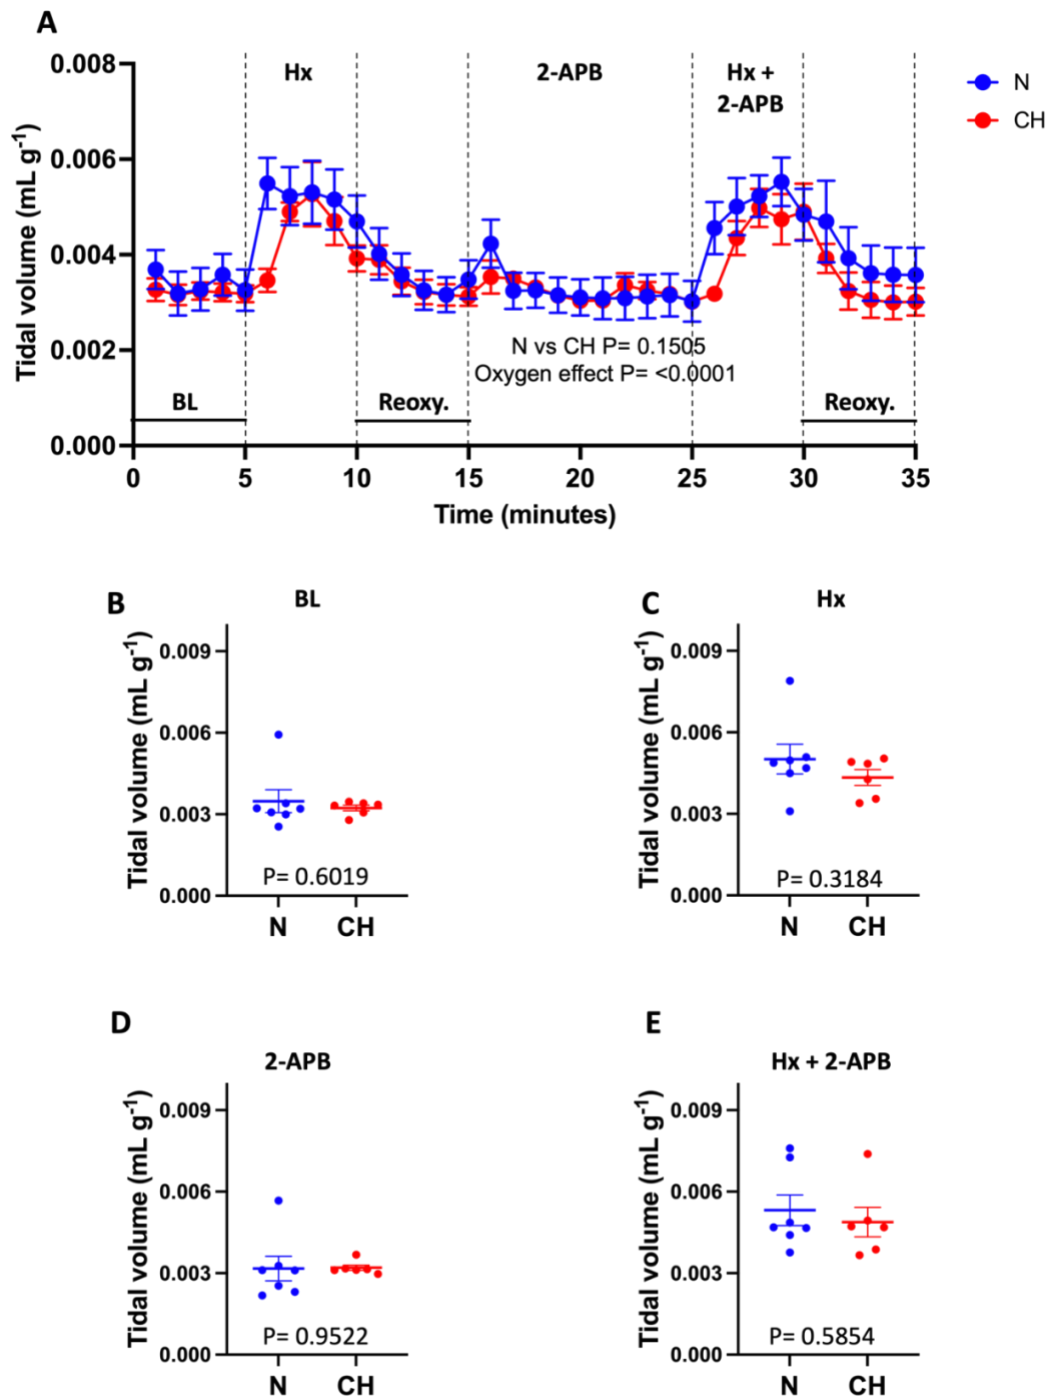 A
Tidal volume (mL g-1)
0.008
0.006
0.004
0.002
0.000
Hx
2-APB
Hx +
2-APB
N
CH
N vs CH P= 0.1505
Oxygen effect P= <0.0001
BL
Reoxy.
Reoxy.
0 5 10 15 20 25 30 35
Time (minutes)
B
BL
Tidal volume (mL g-1)
0.009
0.006
0.003
0.000
P= 0.6019
N CH
C
Hx
Tidal volume (mL g-1)
0.009
0.006
0.003
0.000
P= 0.3184
N CH
D
2-APB
Tidal volume (mL g-1)
0.009
0.006
0.003
0.000
P= 0.9522
N CH
E
Hx + 2-APB
Tidal volume (mL g-1)
0.009
0.006
0.003
0.000
P= 0.5854
N CH